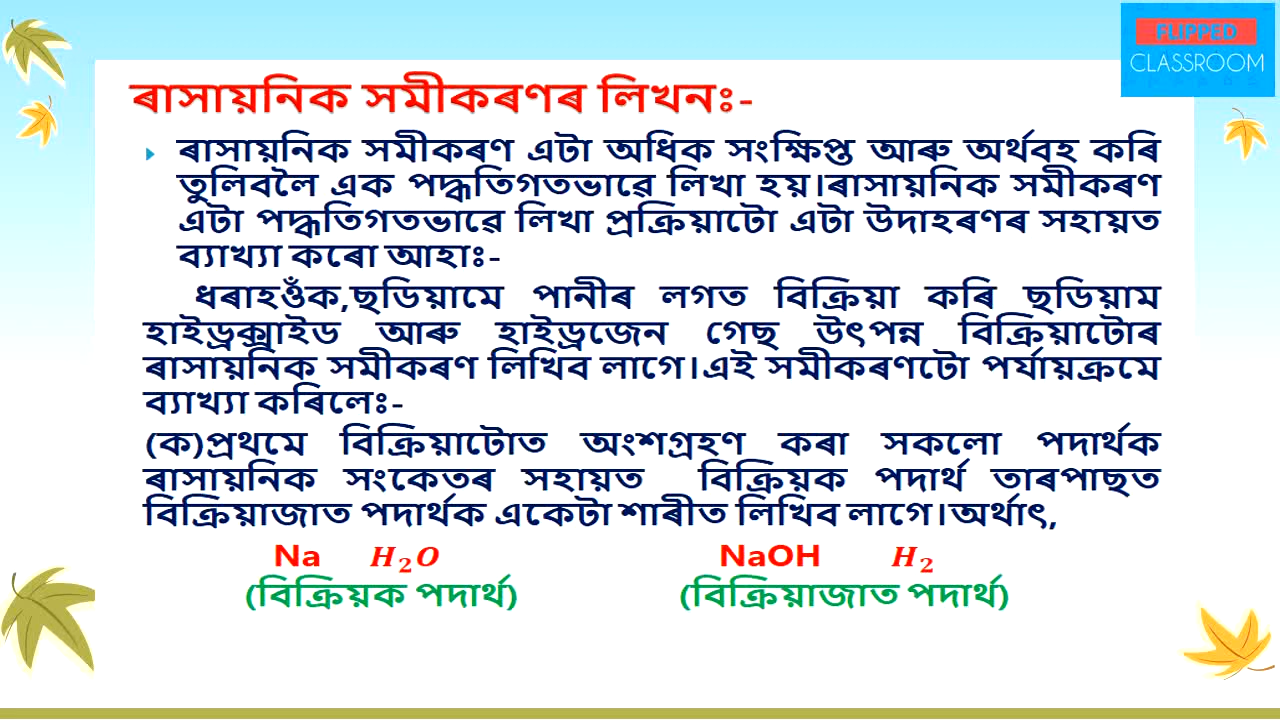 FLIPPED
CLASSROOM
ৰাসায়নিক সমীকৰণৰ লিখনঃ-
ৰাসায়নিক সমীকৰণ এটা অধিক সংক্ষিপ্ত আৰু অৰ্থবহ কৰি
তুলিবলৈ এক পদ্ধতিগতভাৱে লিখা হয়।ৰাসায়নিক সমীকৰণ
এটা পদ্ধতিগতভাৱে লিখা প্ৰক্ৰিয়াটো এটা উদাহৰণৰ সহায়ত
ব্যাখ্যা কৰো আহাঃ-
ধৰাহওঁক,ছডিয়ামে পানীৰ লগত বিক্ৰিয়া কৰি ছডিয়াম
হাইড্ৰক্সাইড আৰু হাইড্ৰজেন গেছ উৎপন্ন বিক্ৰিয়াটোৰ
ৰাসায়নিক সমীকৰণ লিখিব লাগে।এই সমীকৰণটো পৰ্যায়ক্ৰমে
ব্যাখ্যা কৰিলেঃ-
(ক)প্ৰথমে বিক্ৰিয়াটোত অংশগ্ৰহণ কৰা সকলো পদাৰ্থক
ৰাসায়নিক সংকেতৰ সহায়ত বিক্ৰিয়ক পদাৰ্থ তাৰপাছত
বিক্ৰিয়াজাত পদাৰ্থক একেটা শাৰীত লিখিব লাগে।অৰ্থাৎ,
Na H₂O NaOH H₂
(বিক্ৰিয়ক পদাৰ্থ) (বিক্ৰিয়াজাত পদাৰ্থ)